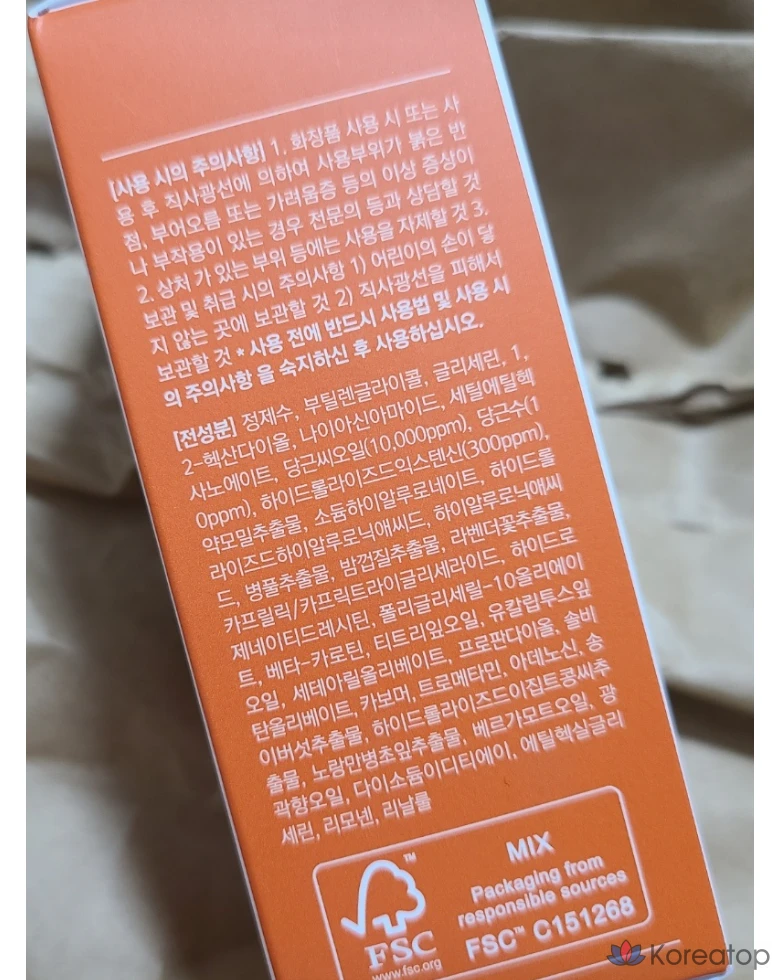 [사용 시의 주의사항] 1. 화장품 사용 시 또는 사
용 후 직사광선에 의하여 사용부위가 붉은 반
점, 부어오름 또는 가려움증 등의 이상 증상이
나 부작용이 있는 경우 전문의 등과 상담할 것
2. 상처 가 있는 부위 등에는 사용을 자제할 것 3.
보관 및 취급 시의 주의사항 1) 어린이의 손이 닿
지 않는 곳에 보관할 것 2) 직사광선을 피해서
보관할 것 * 사용 전에 반드시 사용법 및 사용 시
의 주의사항 을 숙지하신 후 사용하십시오.
[전성분] 정제수, 부틸렌글라이콜, 글리세린, 1,
2-헥산다이올, 나이아신아마이드, 세틸에틸헥
사노에이트, 당근씨오일(10,000ppm), 당근수(1
0ppm), 하이드롤라이즈드익스텐신(300ppm),
약모밀추출물, 소듐하이알루로네이트, 하이드롤
라이즈드하이알루로닉애씨드, 하이알루로닉애씨
드, 병풀추출물, 밤껍질추출물, 라벤더꽃추출물,
카프릴릭/카프릭트라이글리세라이드, 하이드로
제네이티드레시틴, 폴리글리세릴-10올리에이
트, 베타-카로틴, 티트리잎오일, 유칼립투스잎
오일, 세테아릴올리베이트, 프로판다이올, 솔비
탄올리베이트, 카보머, 트로메타민, 아데노신, 송
이버섯추출물, 하이드롤라이즈드이집트콩씨추
출물, 노랑만병초잎추출물, 베르가모트오일, 광
곽향오일, 다이소듐이디티에이, 에틸헥실글리
세린, 리모넨, 리날룰
FSC™
www.fsc.org
MIX
Packaging from
responsible sources
FSC™ C151268
Koreatop